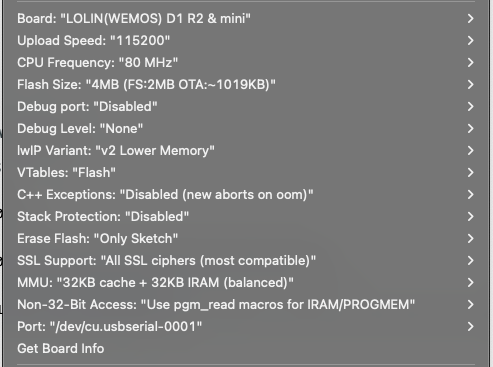 Board: "LOLIN(WEMOS) D1 R2 & mini"
Upload Speed: "115200"
CPU Frequency: "80 MHz"
Flash Size: "4MB (FS:2MB OTA:~1019KB)"
Debug port: "Disabled"
Debug Level: "None"
lwIP Variant: "v2 Lower Memory"
VTables: "Flash"
C++ Exceptions: "Disabled (new aborts on oom)"
Stack Protection: "Disabled"
Erase Flash: "Only Sketch"
SSL Support: "All SSL ciphers (most compatible)"
MMU: "32KB cache + 32KB IRAM (balanced)"
Non-32-Bit Access: "Use pgm_read macros for IRAM/PROGMEM"
Port: "/dev/cu.usbserial-0001"
Get Board Info